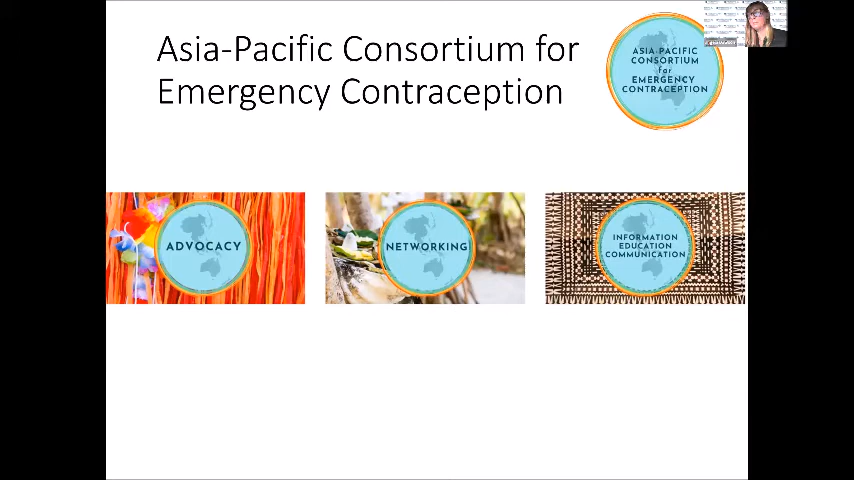 Asia-Pacific Consortium for
Emergency Contraception
ASIA-PACIFIC
CONSORTIUM
for
EMERGENCY
CONTRACEPTION
ADVOCACY
NETWORKING
INFORMATION
EDUCATION
COMMUNICATION